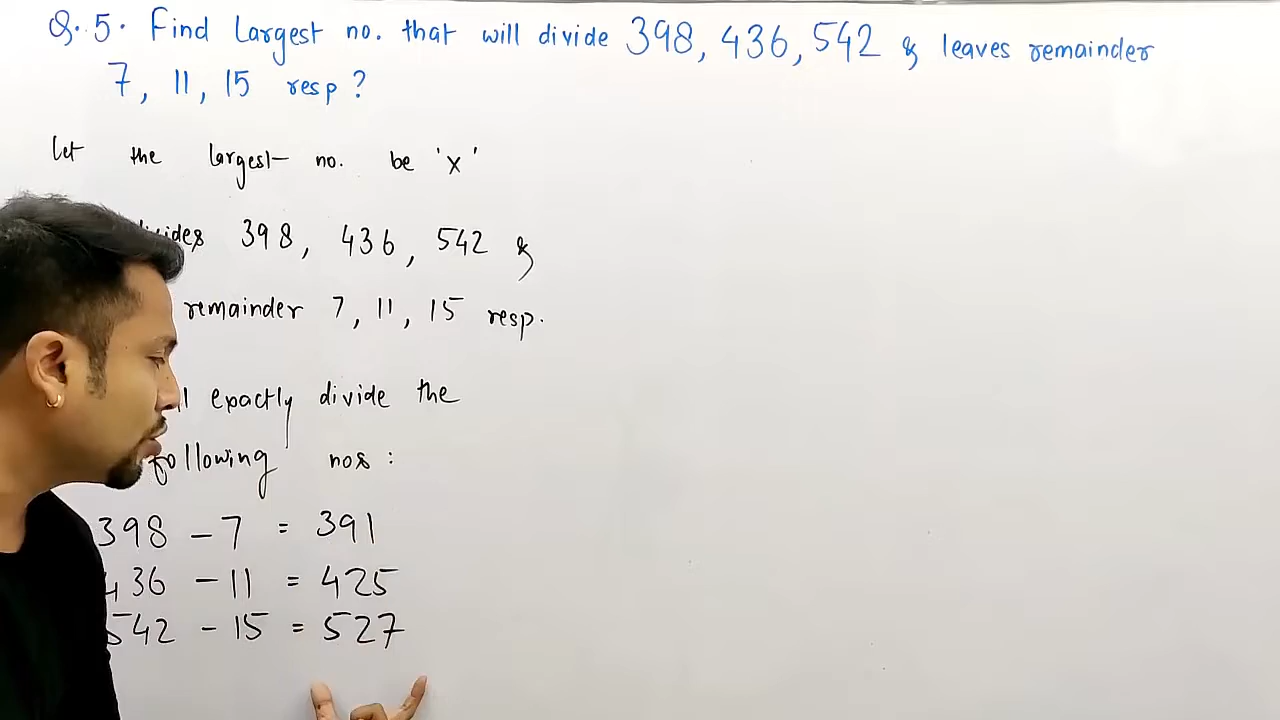 Q. 5. Find Largest no. that will divide 398, 436, 542 & leaves remainder
7, 11, 15 resp ?
Let the largest no. be 'x'
398, 436, 542 &
remainder 7, 11, 15 resp.
exactly divide the
following nos :
398 - 7 = 391
436 - 11 = 425
542 - 15 = 527